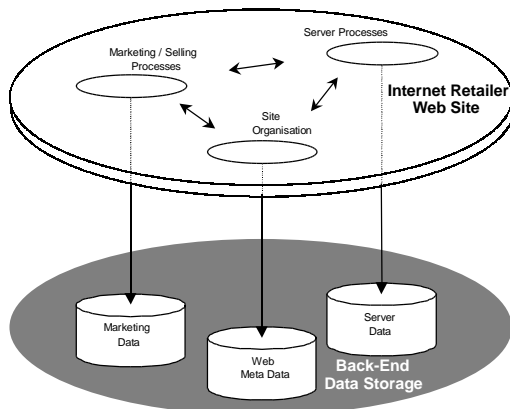 Server Processes
Marketing / Selling
Processes
Internet Retailer
Web Site
Site
Organisation
Marketing
Data
Server
Data
Web
Meta Data
Back-End
Data Storage